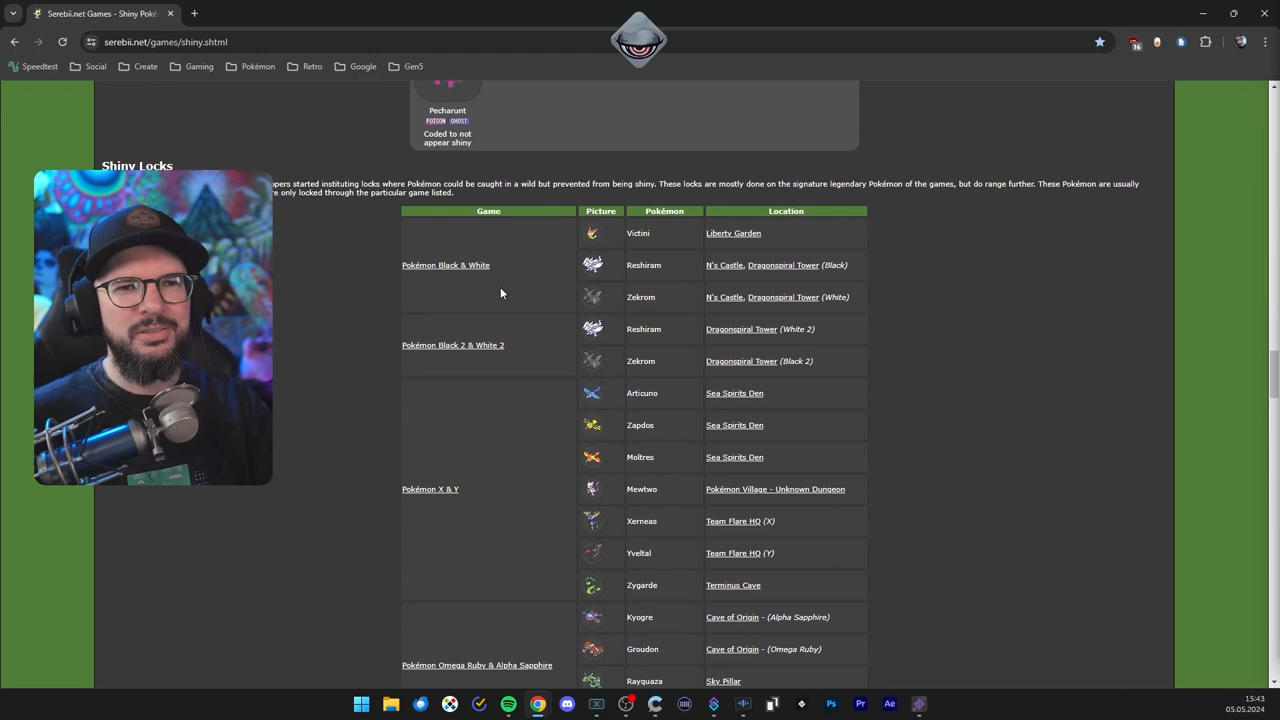 Serebii.net Games - Shiny Poké
serebii.net/games/shiny.shtml
16
Speedtest
Social
Create
Gaming
Pokémon
Retro
Google
Gen5
Pecharunt
POISON GHOST
Coded to not
appear shiny
Shiny Locks
opers started instituting locks where Pokémon could be caught in a wild but prevented from being shiny. These locks are mostly done on the signature legendary Pokémon of the games, but do range further. These Pokémon are usually
re only locked through the particular game listed.
Game Picture Pokémon Location
Victini Liberty Garden
Pokémon Black & White Reshiram N's Castle, Dragonspiral Tower (Black)
Zekrom N's Castle, Dragonspiral Tower (White)
Reshiram Dragonspiral Tower (White 2)
Pokémon Black 2 & White 2
Zekrom Dragonspiral Tower (Black 2)
Articuno Sea Spirits Den
Zapdos Sea Spirits Den
Moltres Sea Spirits Den
Pokémon X & Y Mewtwo Pokémon Village - Unknown Dungeon
Xerneas Team Flare HQ (X)
Yveltal Team Flare HQ (Y)
Zygarde Terminus Cave
Kyogre Cave of Origin - (Alpha Sapphire)
Groudon Cave of Origin - (Omega Ruby)
Pokémon Omega Ruby & Alpha Sapphire
Rayquaza Sky Pillar
Ps
Pr
Ae
15:43
05.05.2024